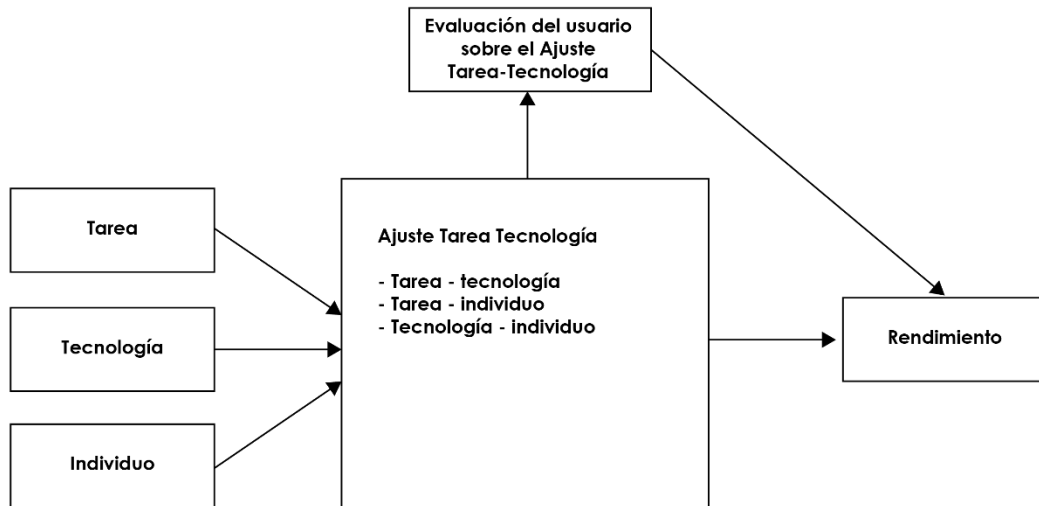 Evaluación del usuario
sobre el Ajuste
Tarea-Tecnología
Tarea
Tecnología
Individuo
Ajuste Tarea Tecnología
- Tarea - tecnología
- Tarea - individuo
- Tecnología - individuo
Rendimiento